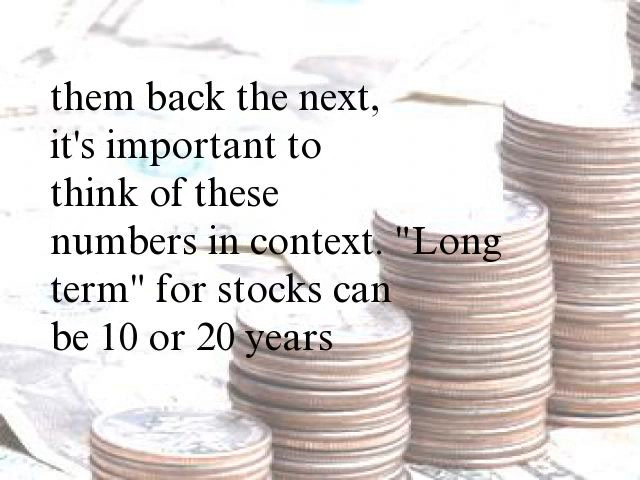 them back the next,
it's important to
think of these
numbers in context. "Long
term" for stocks can
be 10 or 20 years